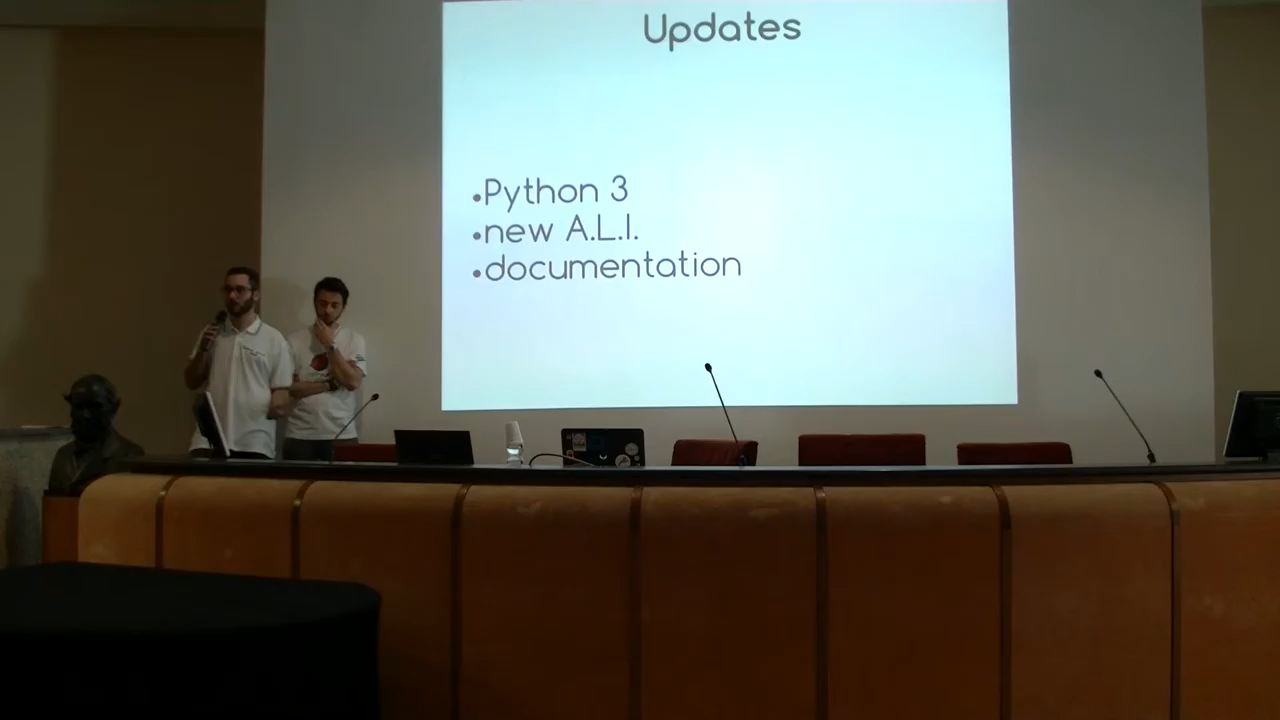 Updates
•Python 3
•new A.L.I.
•documentation